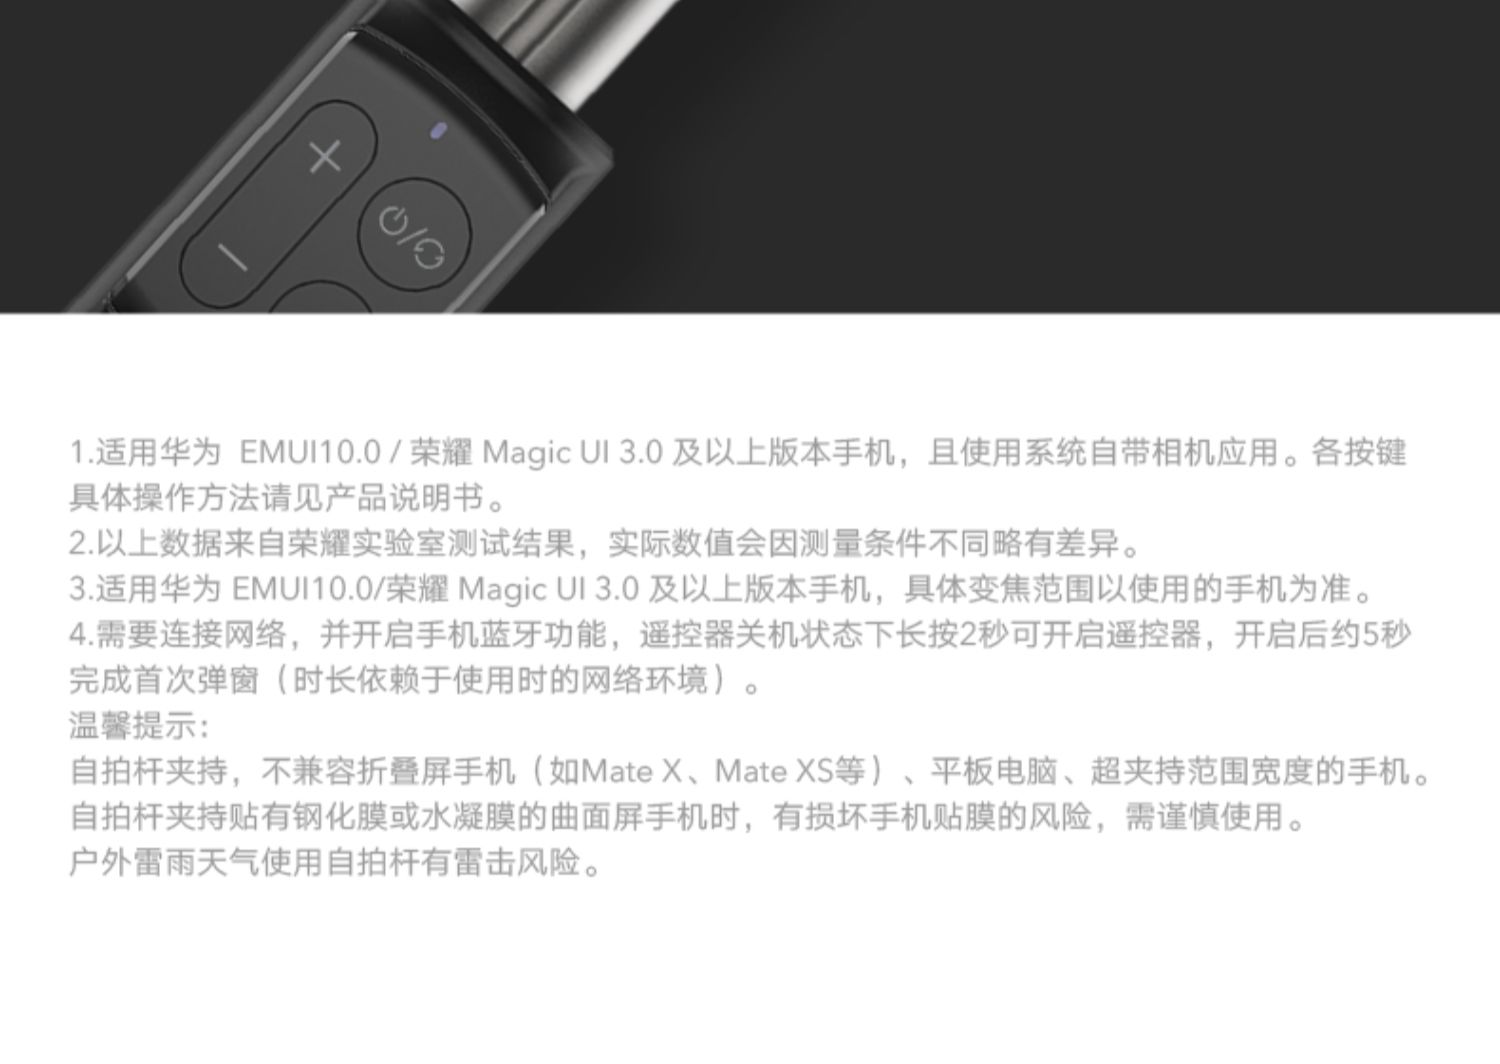 1.适用华为 EMUI10.0 / 荣耀 Magic UI 3.0 及以上版本手机，且使用系统自带相机应用。各按键
具体操作方法请见产品说明书。
2.以上数据来自荣耀实验室测试结果，实际数值会因测量条件不同略有差异。
3.适用华为 EMUI10.0/荣耀 Magic UI 3.0 及以上版本手机，具体变焦范围以使用的手机为准。
4.需要连接网络，并开启手机蓝牙功能，遥控器关机状态下长按2秒可开启遥控器，开启后约5秒
完成首次弹窗（时长依赖于使用时的网络环境）。
温馨提示：
自拍杆夹持，不兼容折叠屏手机（如Mate X、Mate XS等）、平板电脑、超夹持范围宽度的手机。
自拍杆夹持贴有钢化膜或水凝膜的曲面屏手机时，有损坏手机贴膜的风险，需谨慎使用。
户外雷雨天气使用自拍杆有雷击风险。